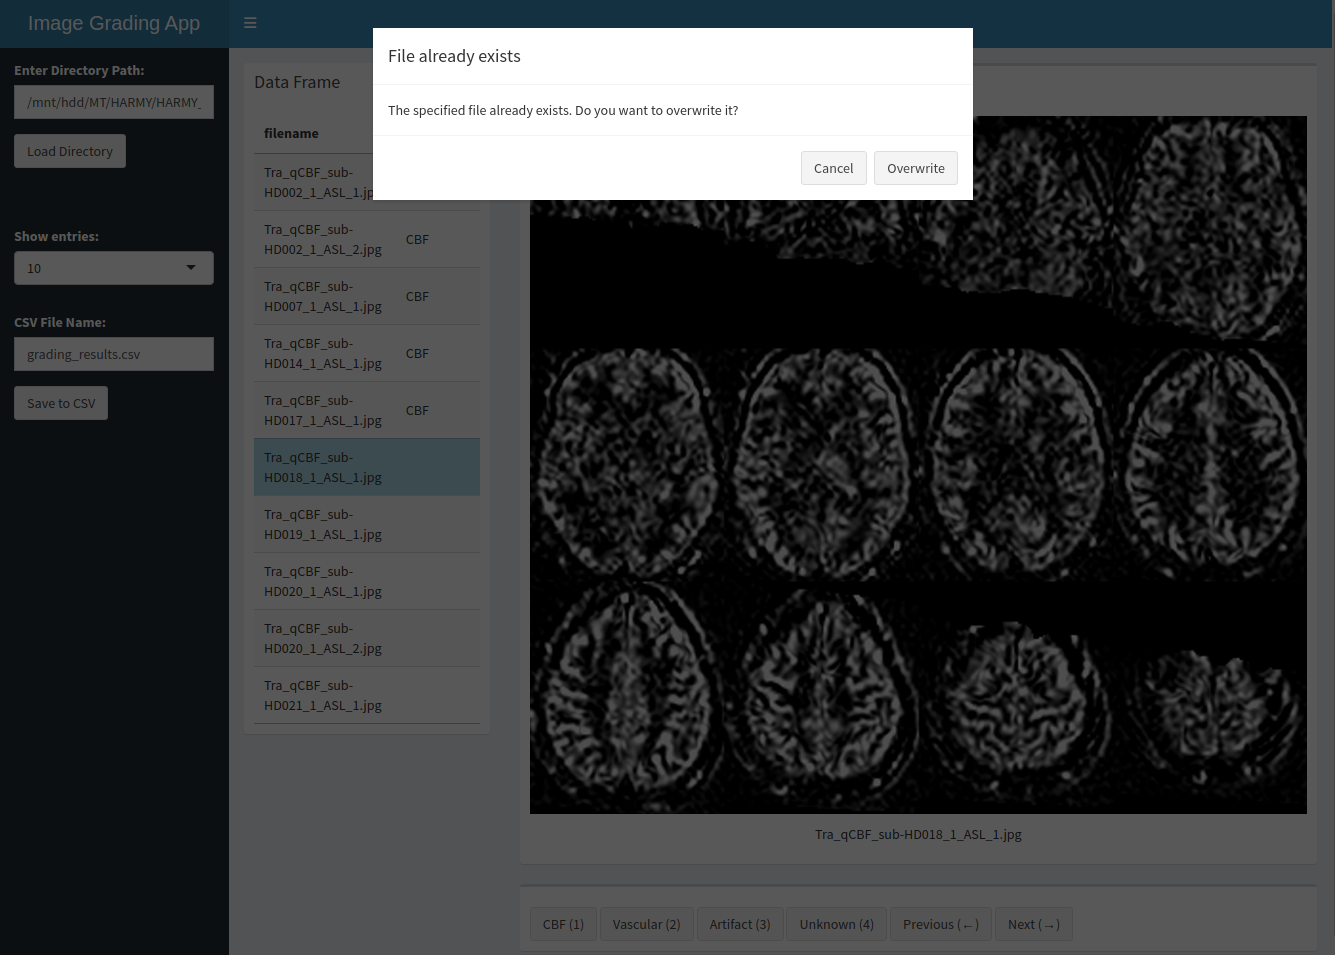 Image Grading App
Enter Directory Path:
/mnt/hdd/MT/HARMY/HARMY_
Load Directory
Show entries:
10
CSV File Name:
grading_results.csv
Save to CSV
File already exists
The specified file already exists. Do you want to overwrite it?
Cancel
Overwrite
Data Frame
filename
Tra_qCBF_sub-
HD002_1_ASL_1.jp
Tra_qCBF_sub-
HD002_1_ASL_2.jpg
CBF
Tra_qCBF_sub-
HD007_1_ASL_1.jpg
CBF
Tra_qCBF_sub-
HD014_1_ASL_1.jpg
CBF
Tra_qCBF_sub-
HD017_1_ASL_1.jpg
CBF
Tra_qCBF_sub-
HD018_1_ASL_1.jpg
Tra_qCBF_sub-
HD019_1_ASL_1.jpg
Tra_qCBF_sub-
HD020_1_ASL_1.jpg
Tra_qCBF_sub-
HD020_1_ASL_2.jpg
Tra_qCBF_sub-
HD021_1_ASL_1.jpg
Tra_qCBF_sub-HD018_1_ASL_1.jpg
CBF (1)
Vascular (2)
Artifact (3)
Unknown (4)
Previous (←)
Next (→)